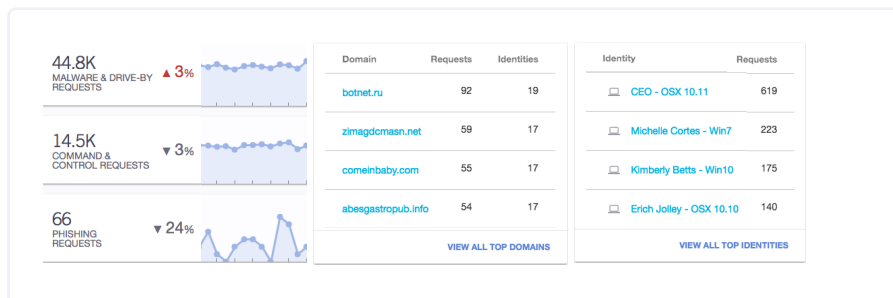 44.8K
MALWARE & DRIVE-BY
REQUESTS
▲ 3%
14.5K
COMMAND &
CONTROL REQUESTS
▼ 3%
66
PHISHING
REQUESTS
▼ 24%
Domain Requests Identities
botnet.ru 92 19
zimagdcmasn.net 59 17
comeinbaby.com 55 17
abesgastropub.info 54 17
VIEW ALL TOP DOMAINS
Identity Requests
CEO - OSX 10.11 619
Michelle Cortes - Win7 223
Kimberly Betts - Win10 175
Erich Jolley - OSX 10.10 140
VIEW ALL TOP IDENTITIES